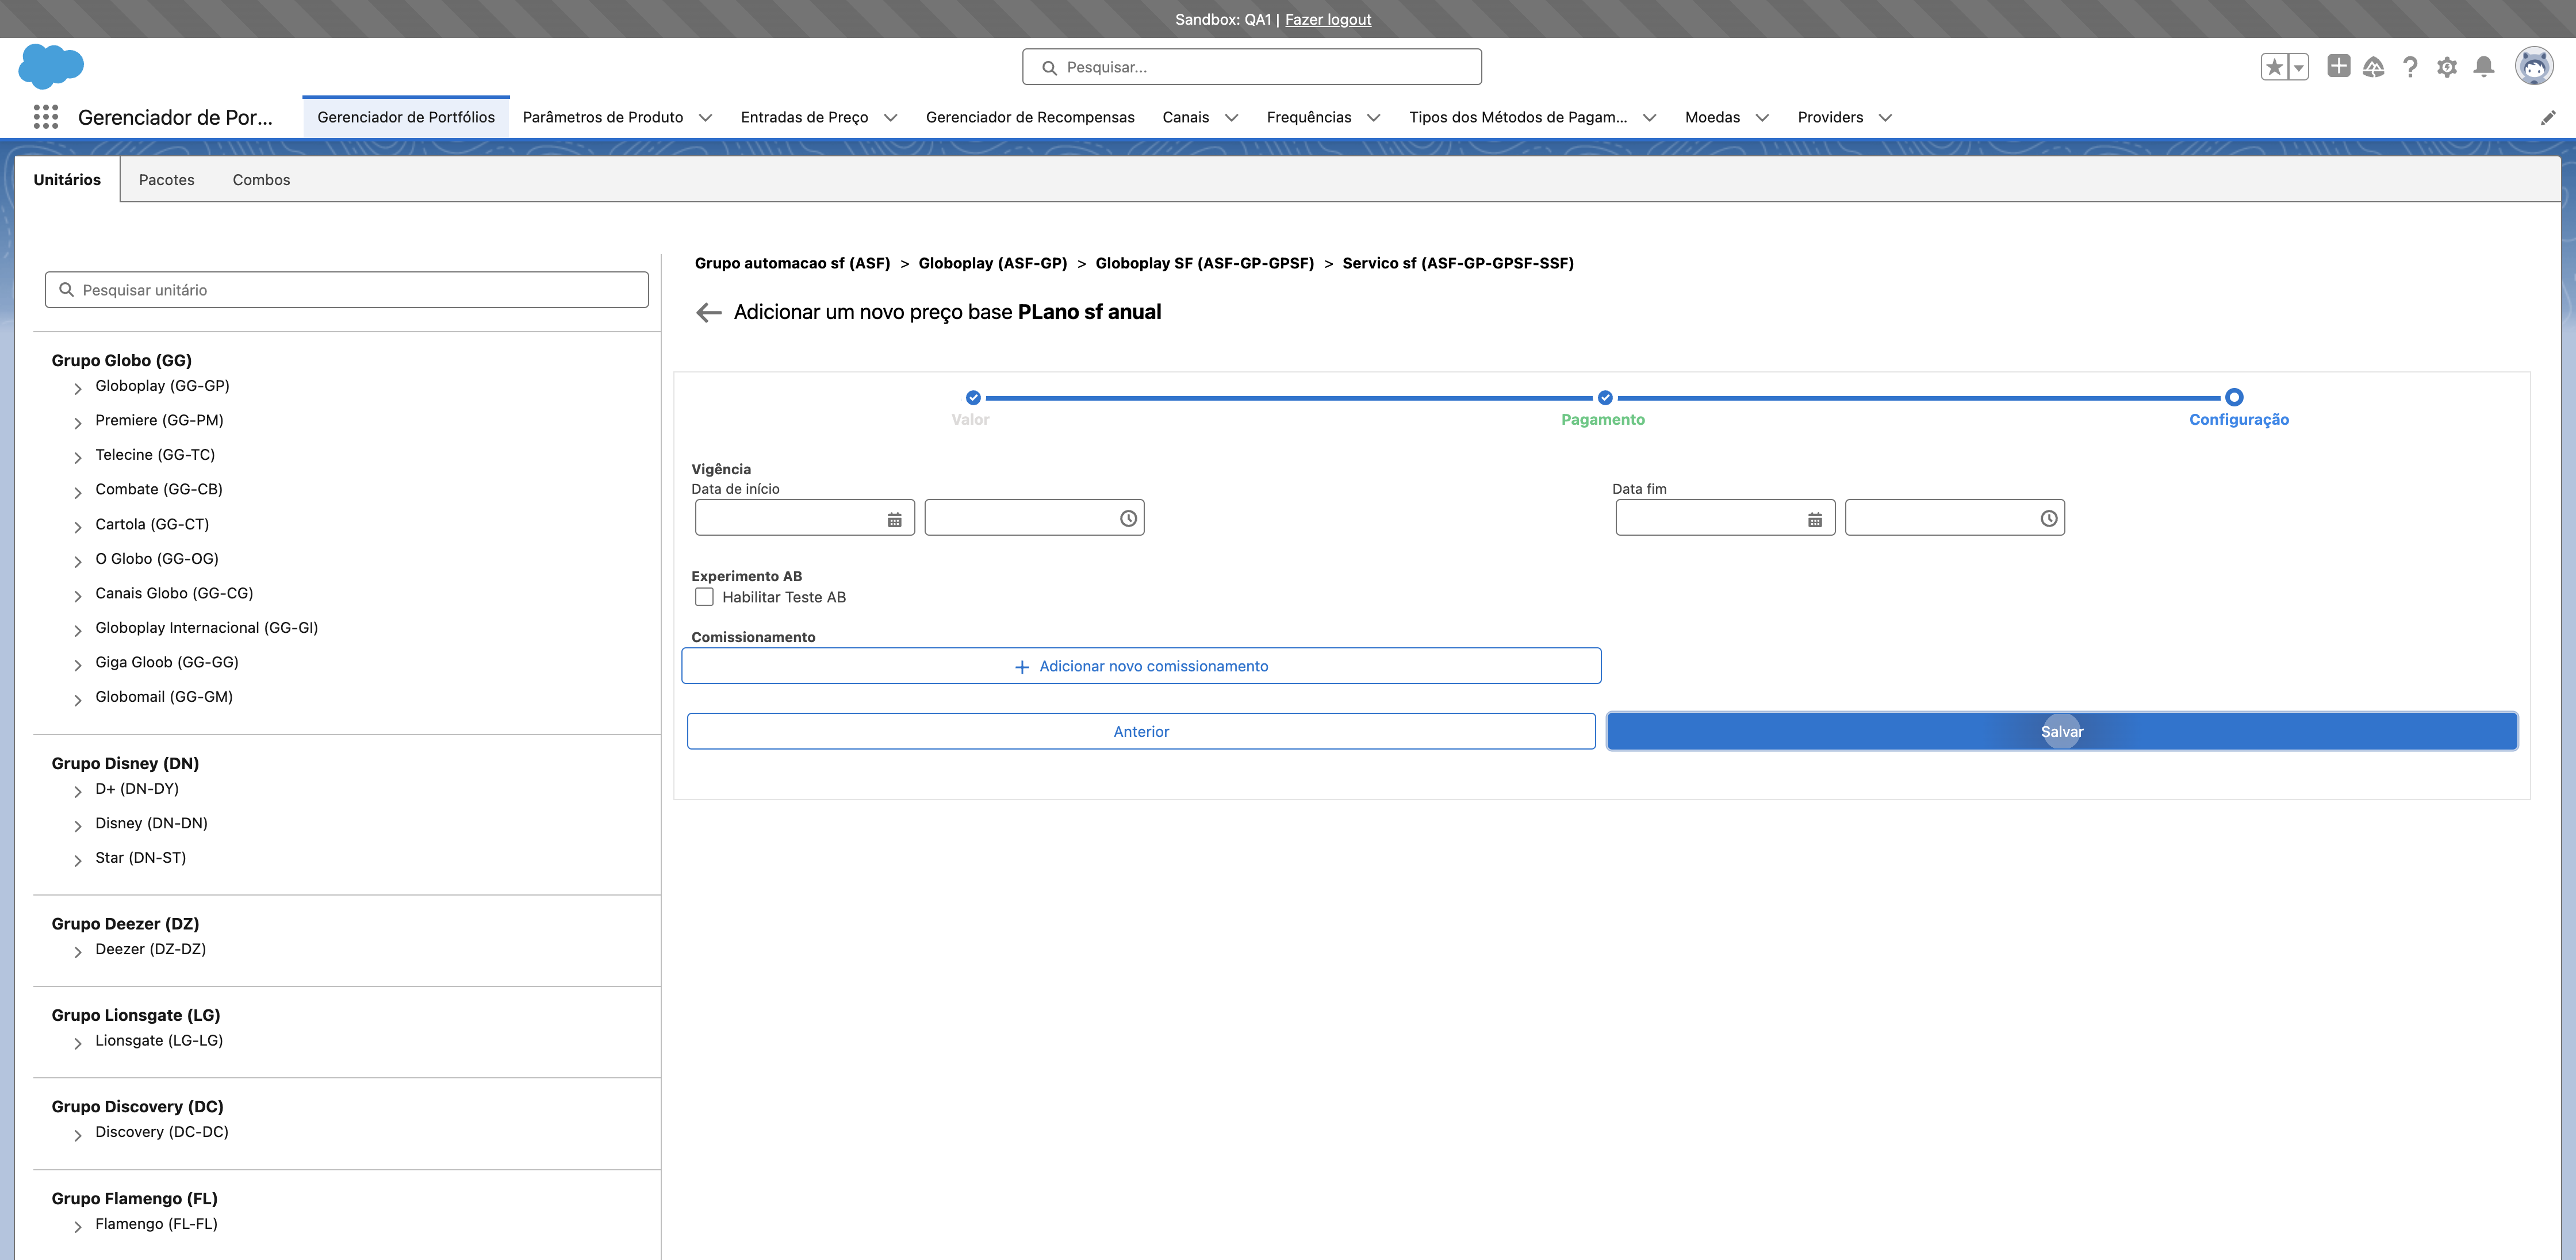 Sandbox: QA1 | Fazer logout
Pesquisar...
Gerenciador de Por...
Gerenciador de Portfólios
Parâmetros de Produto
Entradas de Preço
Gerenciador de Recompensas
Canais
Frequências
Tipos dos Métodos de Pagam...
Moedas
Providers
Unitários
Pacotes
Combos
Pesquisar unitário
Grupo Globo (GG)
Globoplay (GG-GP)
Premiere (GG-PM)
Telecine (GG-TC)
Combate (GG-CB)
Cartola (GG-CT)
O Globo (GG-OG)
Canais Globo (GG-CG)
Globoplay Internacional (GG-GI)
Giga Gloob (GG-GG)
Globomail (GG-GM)
Grupo Disney (DN)
D+ (DN-DY)
Disney (DN-DN)
Star (DN-ST)
Grupo Deezer (DZ)
Deezer (DZ-DZ)
Grupo Lionsgate (LG)
Lionsgate (LG-LG)
Grupo Discovery (DC)
Discovery (DC-DC)
Grupo Flamengo (FL)
Flamengo (FL-FL)
Grupo automacao sf (ASF) > Globoplay (ASF-GP) > Globoplay SF (ASF-GP-GPSF) > Servico sf (ASF-GP-GPSF-SSF)
Adicionar um novo preço base PLano sf anual
Valor
Pagamento
Configuração
Vigência
Data de início
Data fim
Experimento AB
Habilitar Teste AB
Comissionamento
Adicionar novo comissionamento
Anterior
Salvar